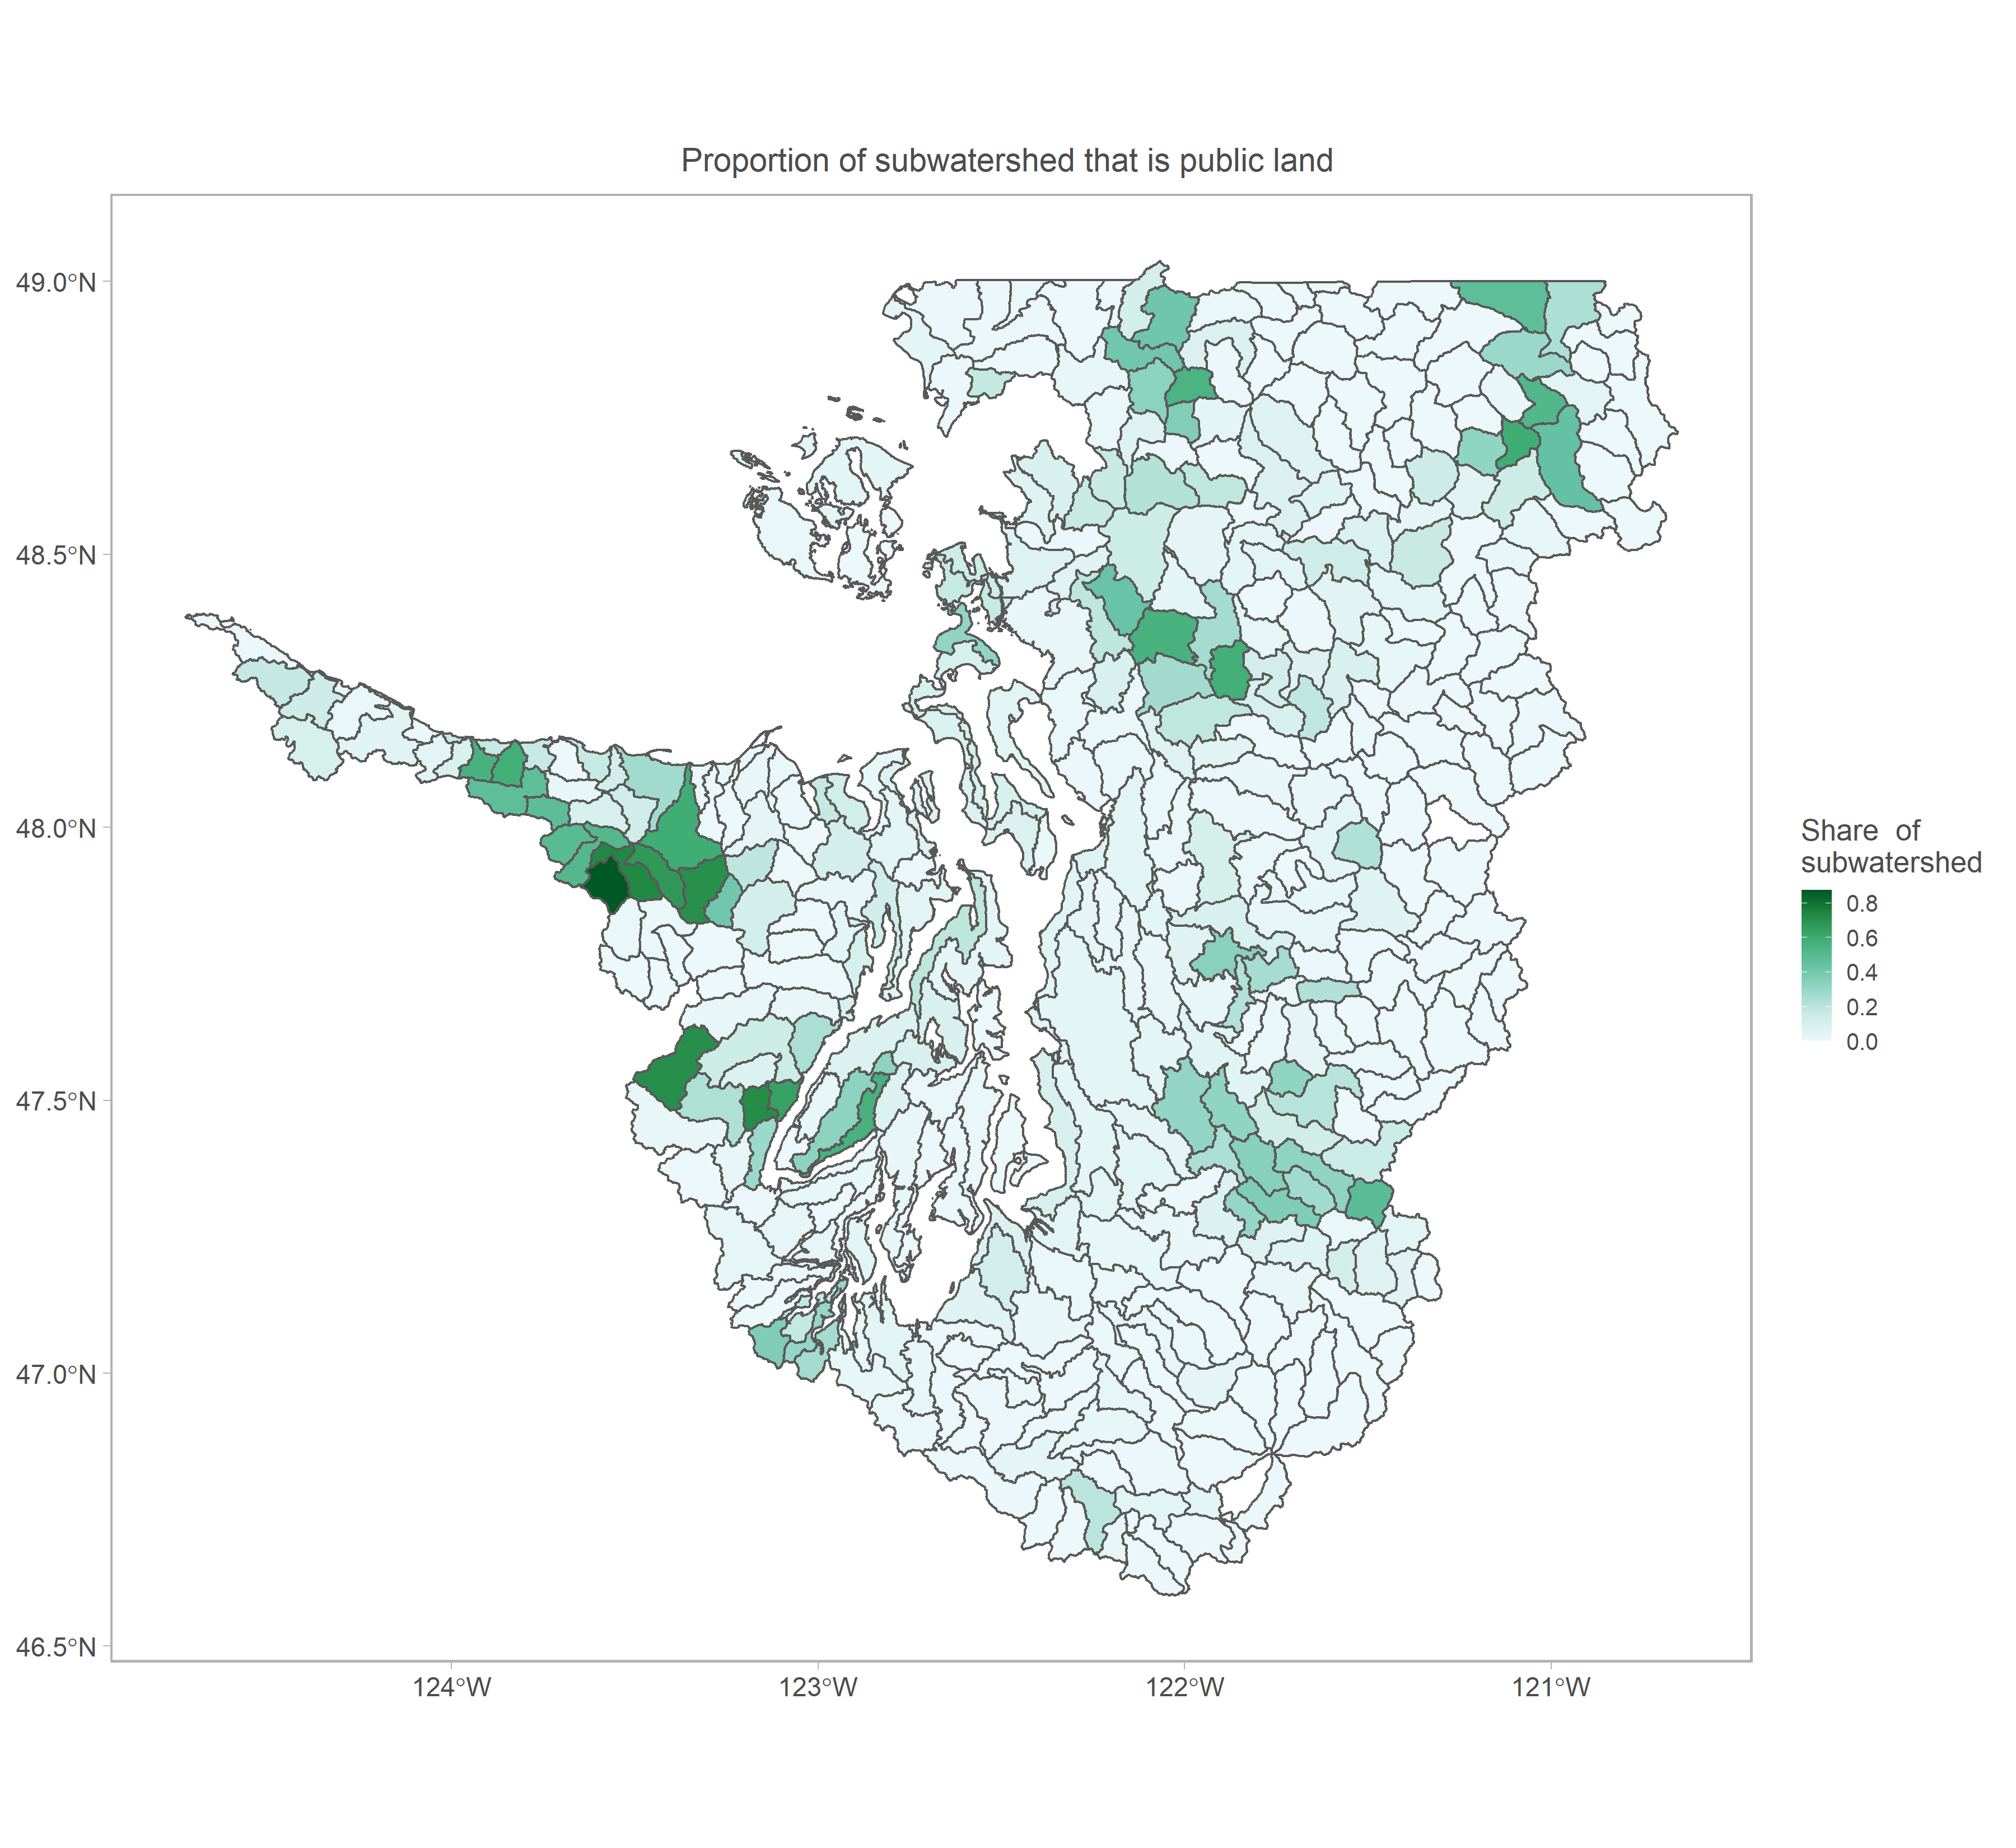 Proportion of subwatershed that is public land
49.0°N
48.5°N
48.0°N
47.5°N
47.0°N
46.5°N
124°W
123°W
122°W
121°W
Share of
subwatershed
0.8
0.6
0.4
0.2
0.0